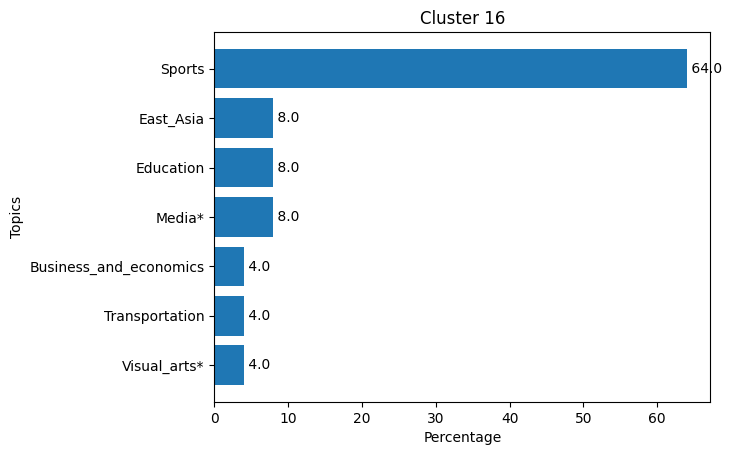 Cluster 16
Topics
Sports 64.0
East_Asia 8.0
Education 8.0
Media* 8.0
Business_and_economics 4.0
Transportation 4.0
Visual_arts* 4.0
0 10 20 30 40 50 60
Percentage